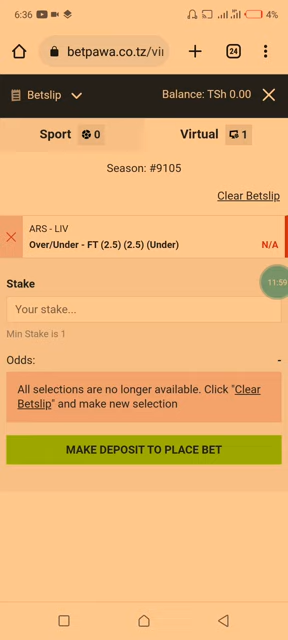 6:36
4%
betpawa.co.tz/vii
24
Betslip
Balance: TSh 0.00
Sport 0
Virtual 1
Season: #9105
Clear Betslip
ARS - LIV
Over/Under - FT (2.5) (2.5) (Under)
N/A
Stake
11:59
Your stake...
Min Stake is 1
Odds: -
All selections are no longer available. Click "Clear
Betslip" and make new selection
MAKE DEPOSIT TO PLACE BET